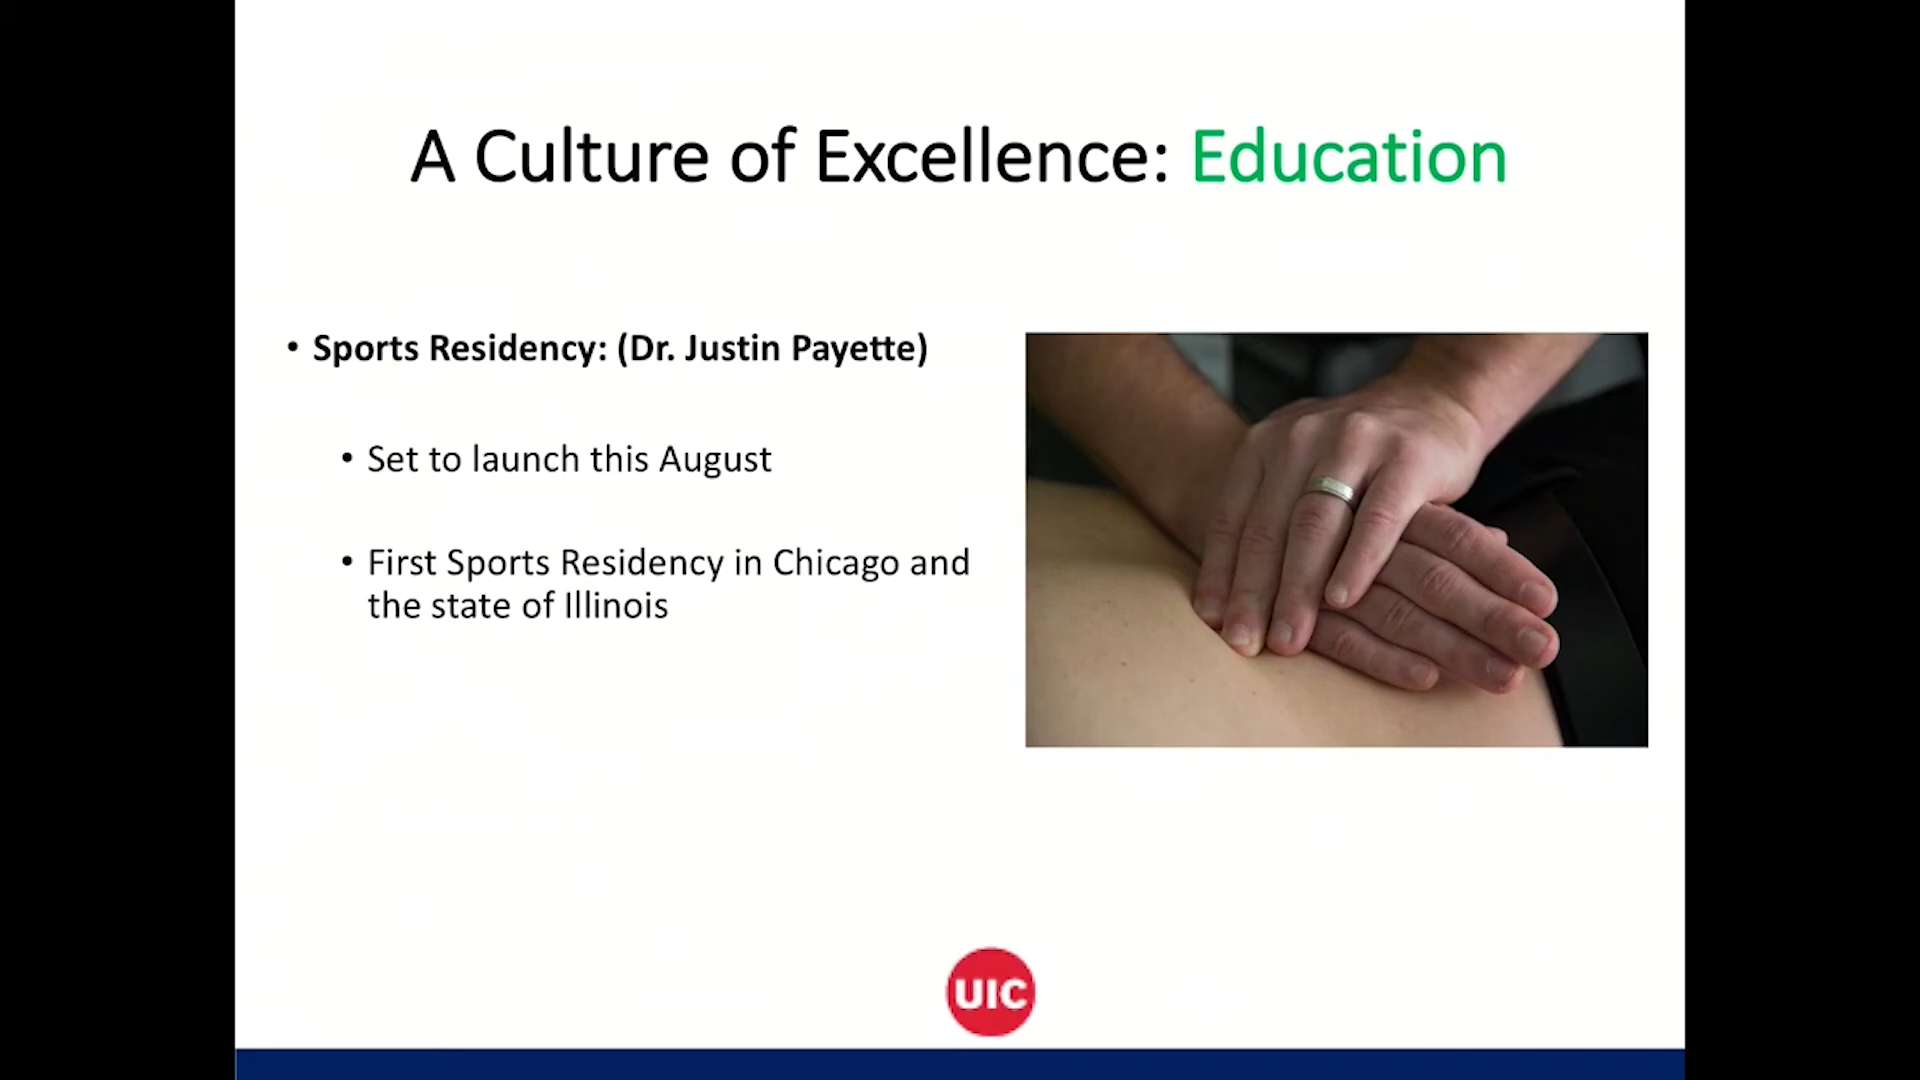 A Culture of Excellence: Education
• Sports Residency: (Dr. Justin Payette)
• Set to launch this August
• First Sports Residency in Chicago and
the state of Illinois
UIC